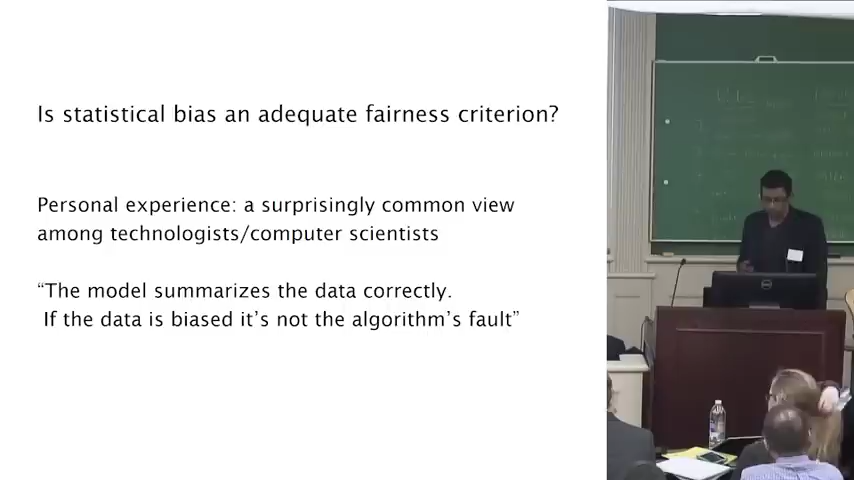 Is statistical bias an adequate fairness criterion?
Personal experience: a surprisingly common view
among technologists/computer scientists
“The model summarizes the data correctly.
If the data is biased it’s not the algorithm’s fault”